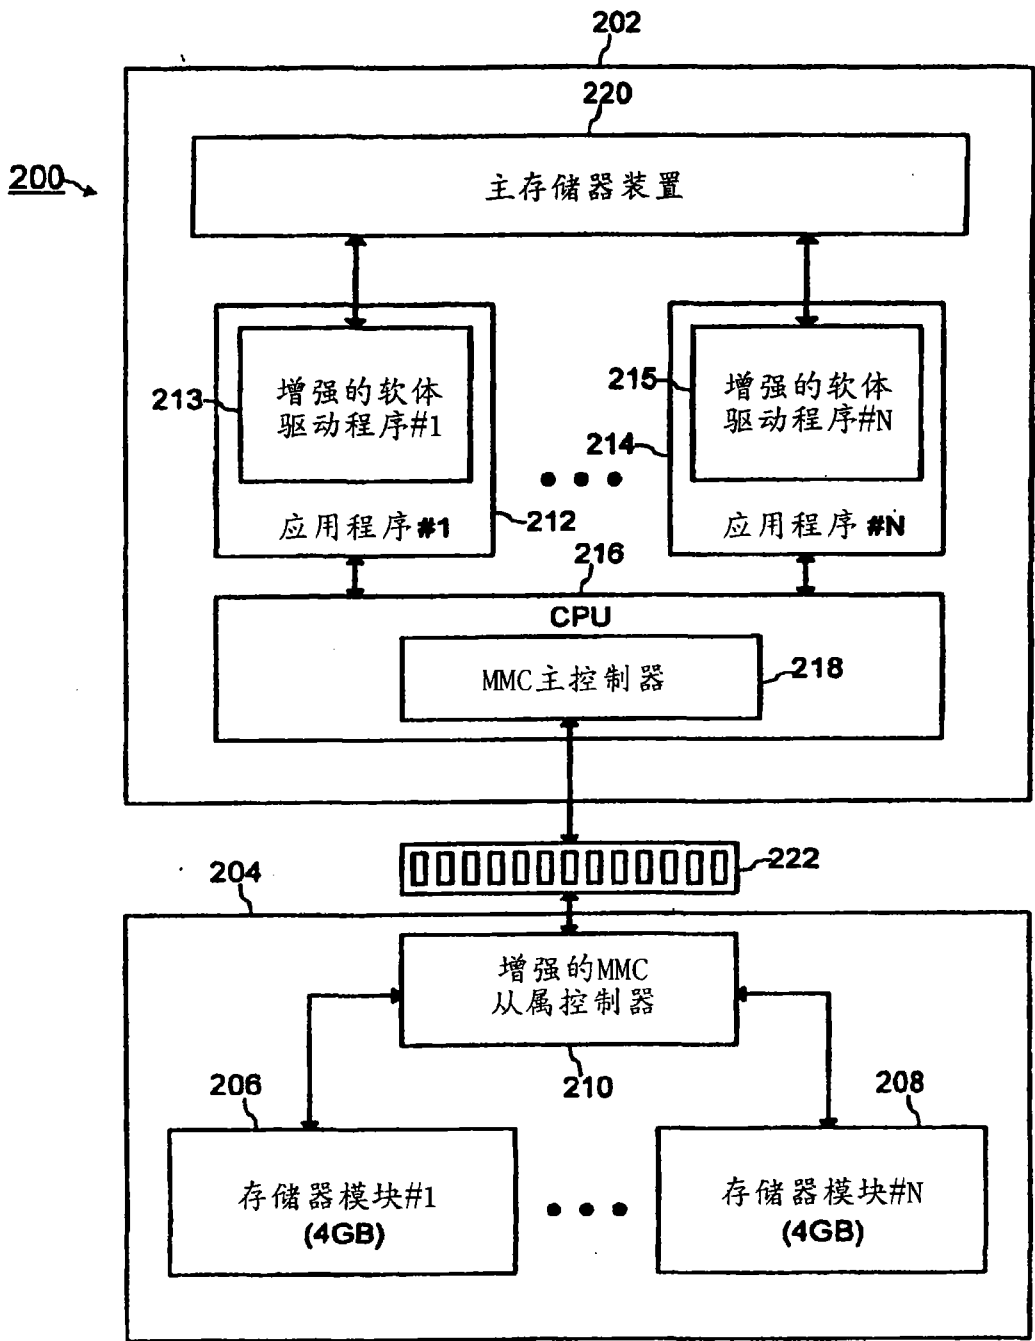 202
220
200
主存储器装置
213
增强的软体
驱动程序#1
215
增强的软体
驱动程序#N
214
应用程序#1
212
应用程序#N
216
CPU
MMC主控制器
218
222
204
增强的MMC
从属控制器
210
206
208
存储器模块#1
(4GB)
存储器模块#N
(4GB)